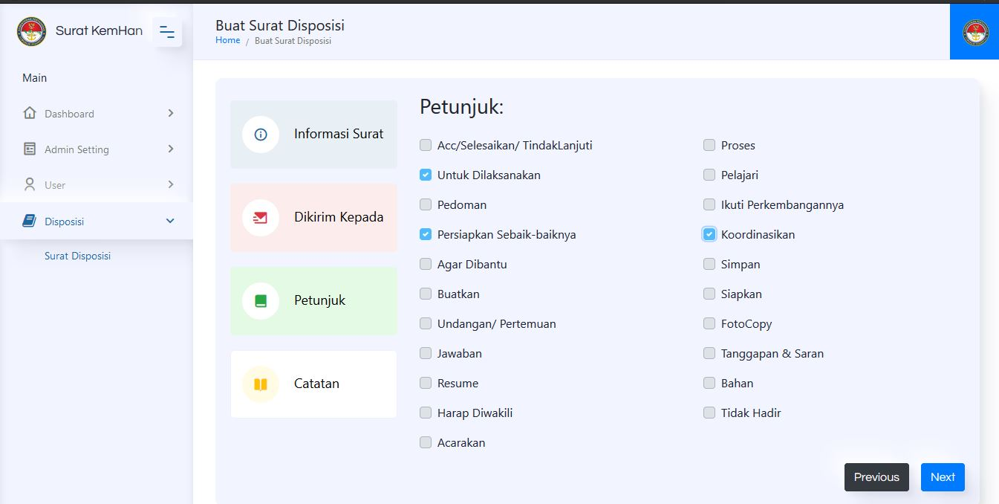 Surat KemHan
Buat Surat Disposisi
Home / Buat Surat Disposisi
Main
Dashboard
Admin Setting
User
Disposisi
Surat Disposisi
Informasi Surat
Dikirim Kepada
Petunjuk
Catatan
Petunjuk:
Acc/Selesaikan/ TindakLanjuti
Untuk Dilaksanakan
Pedoman
Persiapkan Sebaik-baiknya
Agar Dibantu
Buatkan
Undangan/ Pertemuan
Jawaban
Resume
Harap Diwakili
Acarakan
Proses
Pelajari
Ikuti Perkembangannya
Koordinasikan
Simpan
Siapkan
FotoCopy
Tanggapan & Saran
Bahan
Tidak Hadir
Previous
Next